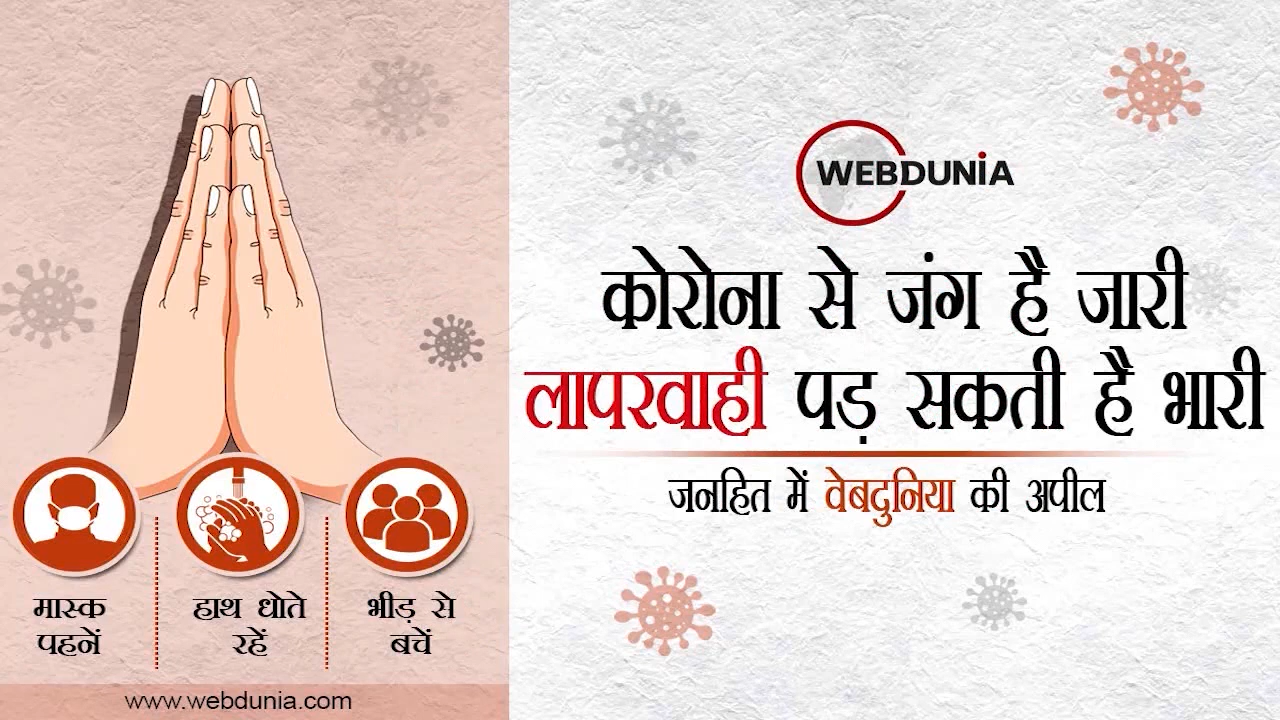 WEBDUNIA
कोरोना से जंग है जारी
लापरवाही पड़ सकती है भारी
जनहित में वेबदुनिया की अपील
मास्क
पहनें
हाथ धोते
रहें
भीड़ से
बचें
www.webdunia.com